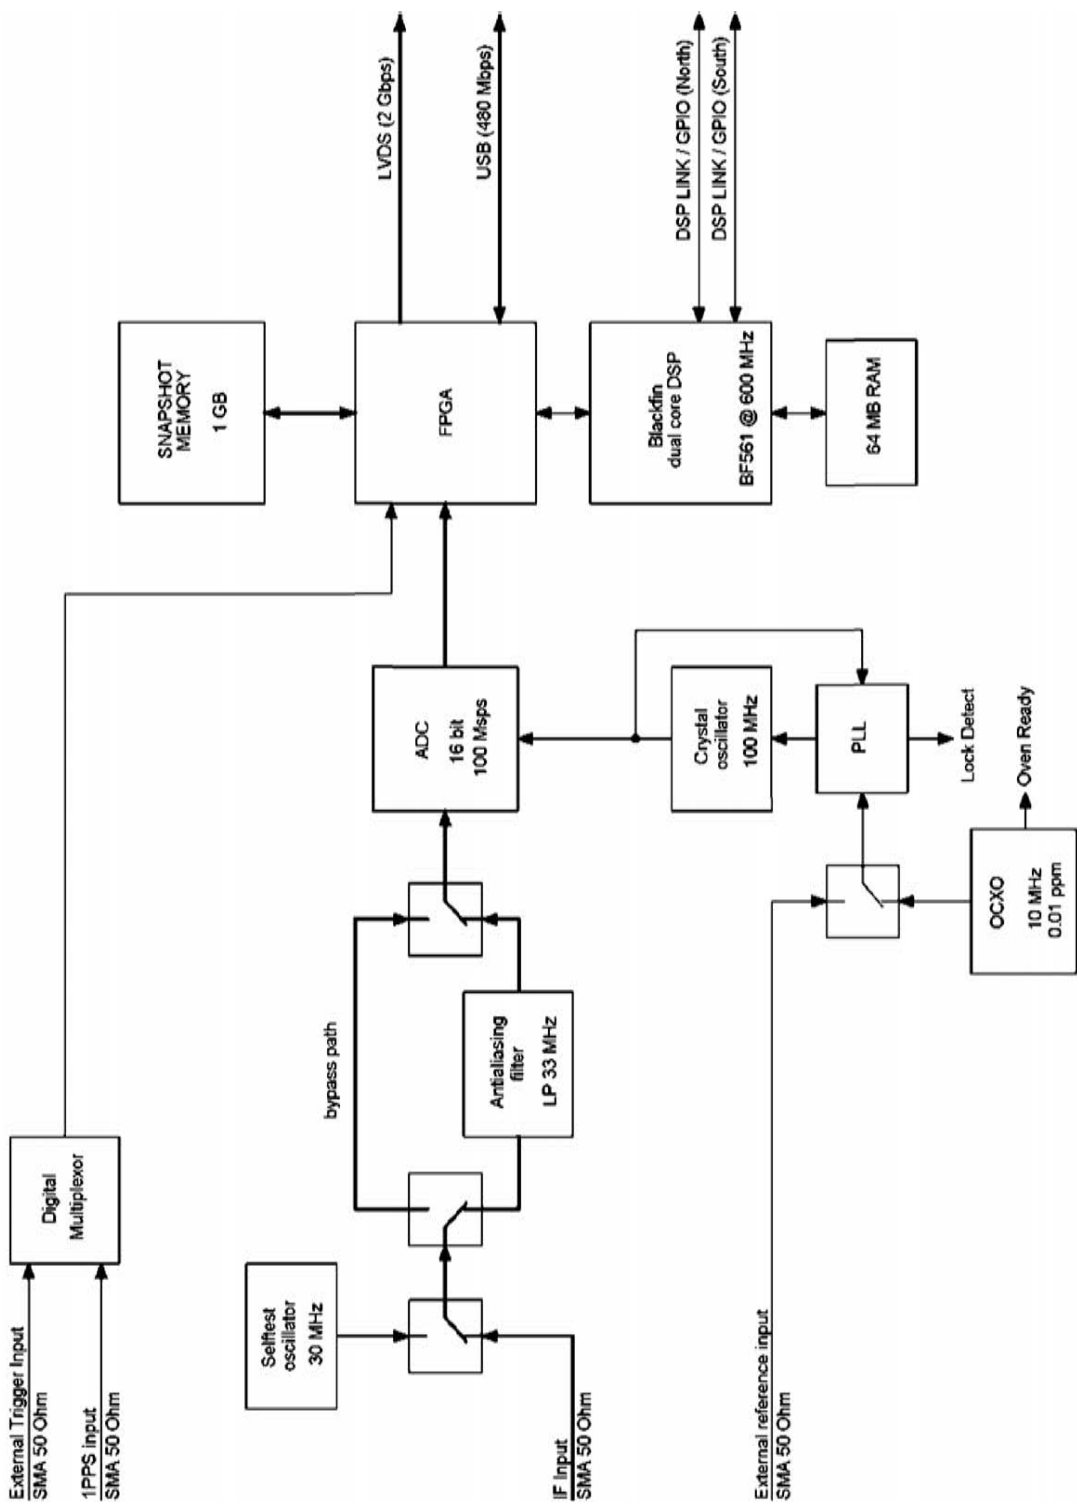 External Trigger Input
SMA 50 Ohm
1PPS input
SMA 50 Ohm
Digital
Multiplexor
SNAPSHOT
MEMORY
1 GB
LVDS (2 Gbps)
USB (480 Mbps)
Selftest
oscillator
30 MHz
bypass path
Antialiasing
filter
LP 33 MHz
ADC
16 bit
100 Msps
FPGA
IF Input
SMA 50 Ohm
Blackfin
dual core DSP
BF561 @ 600 MHz
DSP LINK / GPIO (North)
DSP LINK / GPIO (South)
Crystal
oscillator
100 MHz
64 MB RAM
External reference input
SMA 50 Ohm
PLL
Lock Detect
OCXO
10 MHz
0.01 ppm
Oven Ready